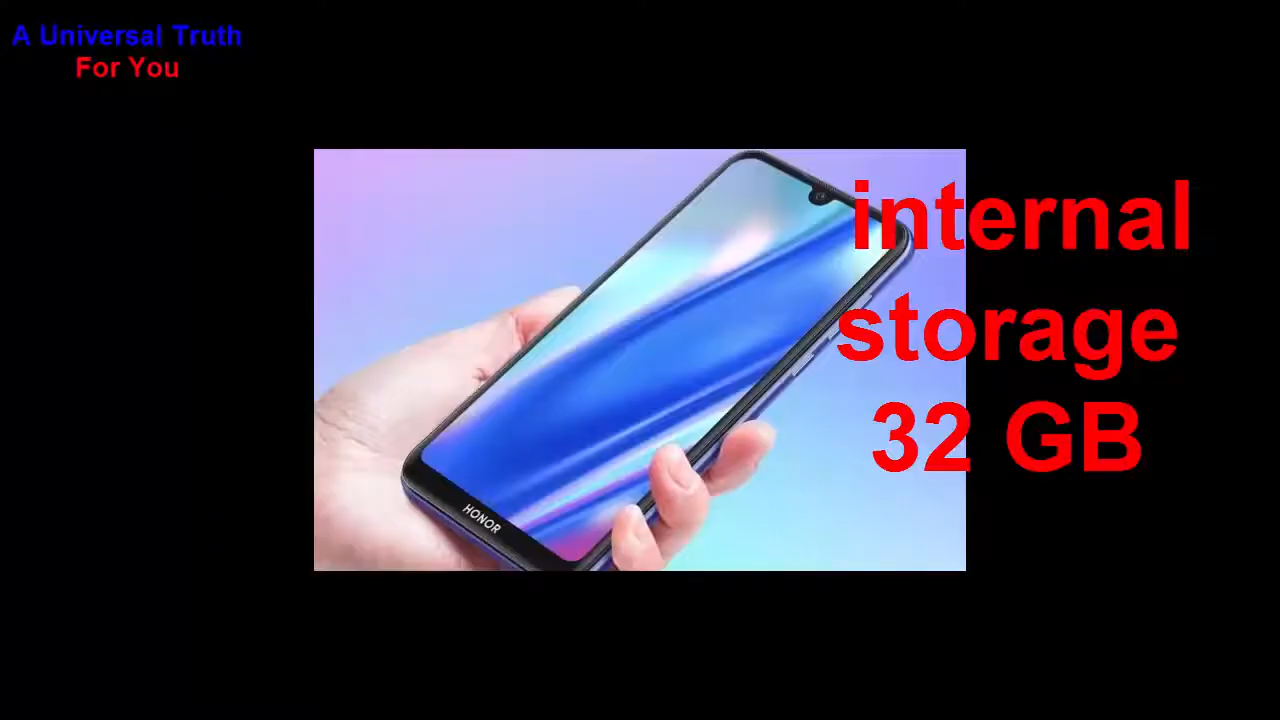 A Universal Truth
For You
internal
storage
32 GB
HONOR